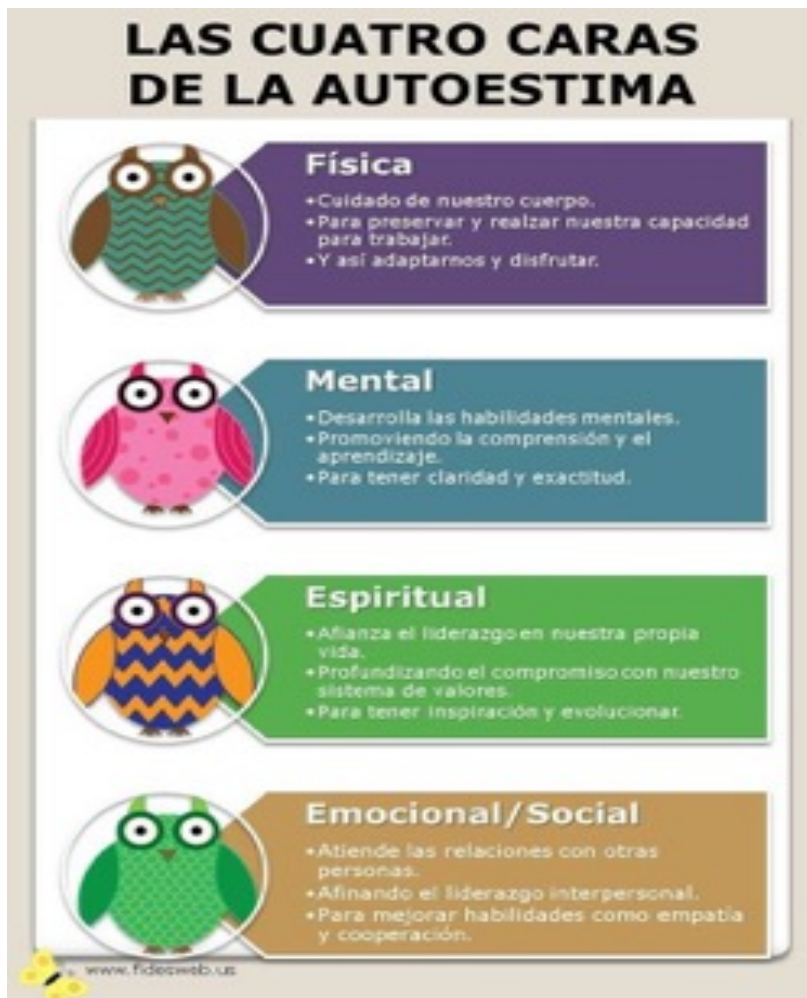 LAS CUATRO CARAS
DE LA AUTOESTIMA
Física
•Cuidado de nuestro cuerpo.
•Para preservar y realzar nuestra capacidad
para trabajar.
•Y así adaptarnos y disfrutar.
Mental
•Desarrolla las habilidades mentales.
•Promoviendo la comprensión y el
aprendizaje.
•Para tener claridad y exactitud.
Espiritual
•Afianza el liderazgo en nuestra propia
vida.
•Profundizando el compromiso con nuestro
sistema de valores.
•Para tener inspiración y evolucionar.
Emocional/Social
•Atiende las relaciones con otras
personas.
•Afinando el liderazgo interpersonal.
•Para mejorar habilidades como empatía
y cooperación.
www.fidesweb.us